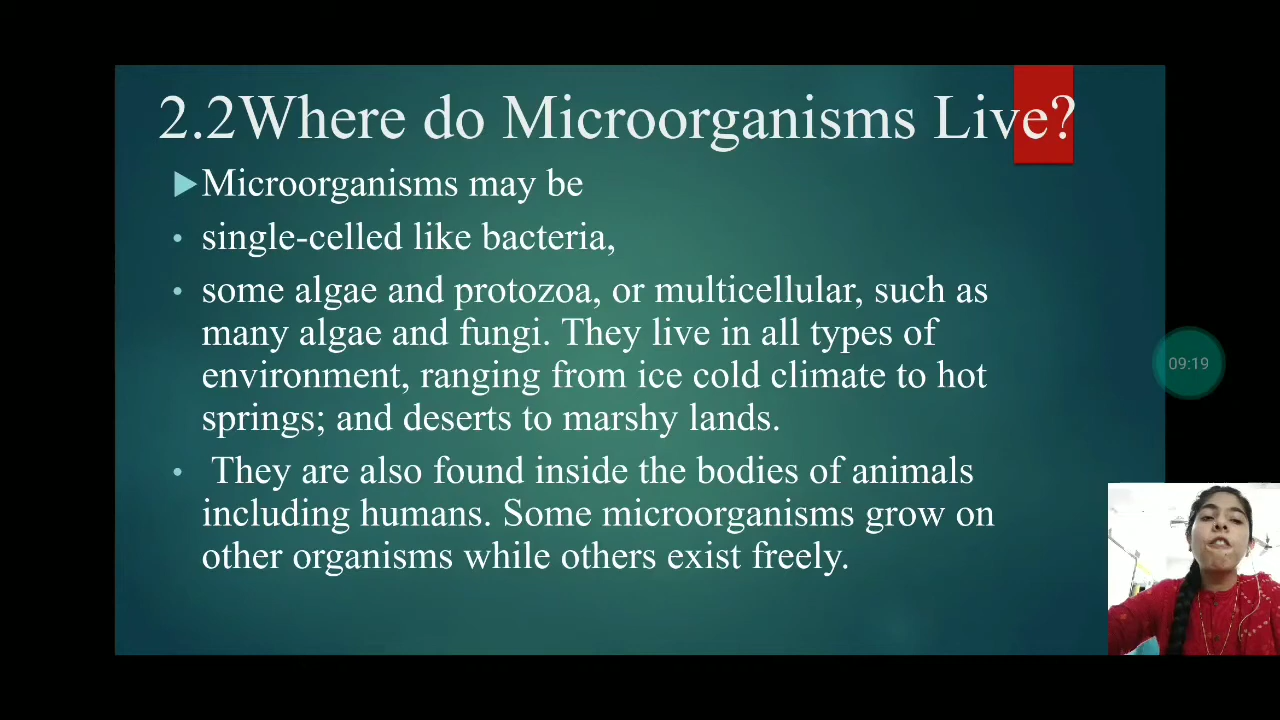 2.2Where do Microorganisms Live?
Microorganisms may be
single-celled like bacteria,
some algae and protozoa, or multicellular, such as
many algae and fungi. They live in all types of
environment, ranging from ice cold climate to hot
springs; and deserts to marshy lands.
They are also found inside the bodies of animals
including humans. Some microorganisms grow on
other organisms while others exist freely.
09:19